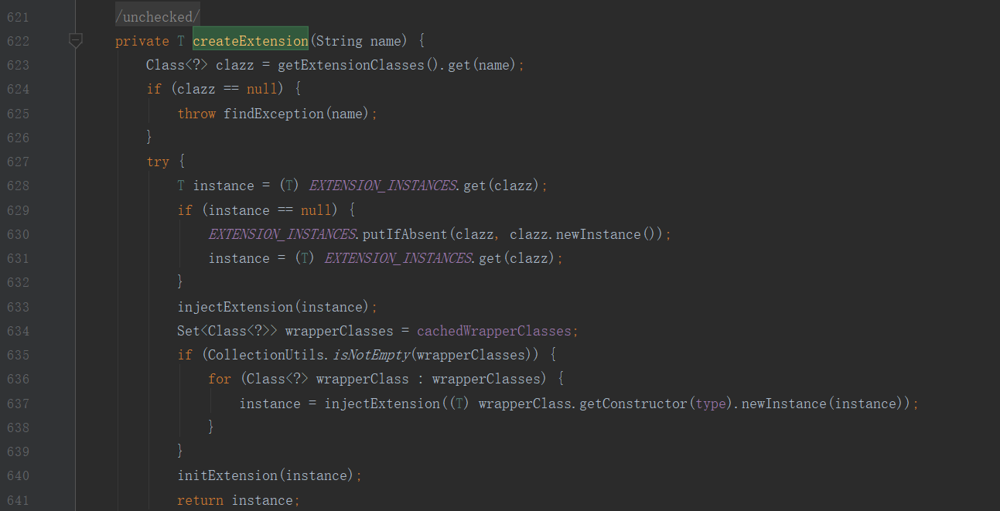 621 /unchecked/
622 private T createExtension(String name) {
623 Class<?> clazz = getExtensionClasses().get(name);
624 if (clazz == null) {
625 throw findException(name);
626 }
627 try {
628 T instance = (T) EXTENSION_INSTANCES.get(clazz);
629 if (instance == null) {
630 EXTENSION_INSTANCES.putIfAbsent(clazz, clazz.newInstance());
631 instance = (T) EXTENSION_INSTANCES.get(clazz);
632 }
633 injectExtension(instance);
634 Set<Class<?>> wrapperClasses = cachedWrapperClasses;
635 if (CollectionUtils.isNotEmpty(wrapperClasses)) {
636 for (Class<?> wrapperClass : wrapperClasses) {
637 instance = injectExtension((T) wrapperClass.getConstructor(type).newInstance(instance));
638 }
639 }
640 initExtension(instance);
641 return instance;